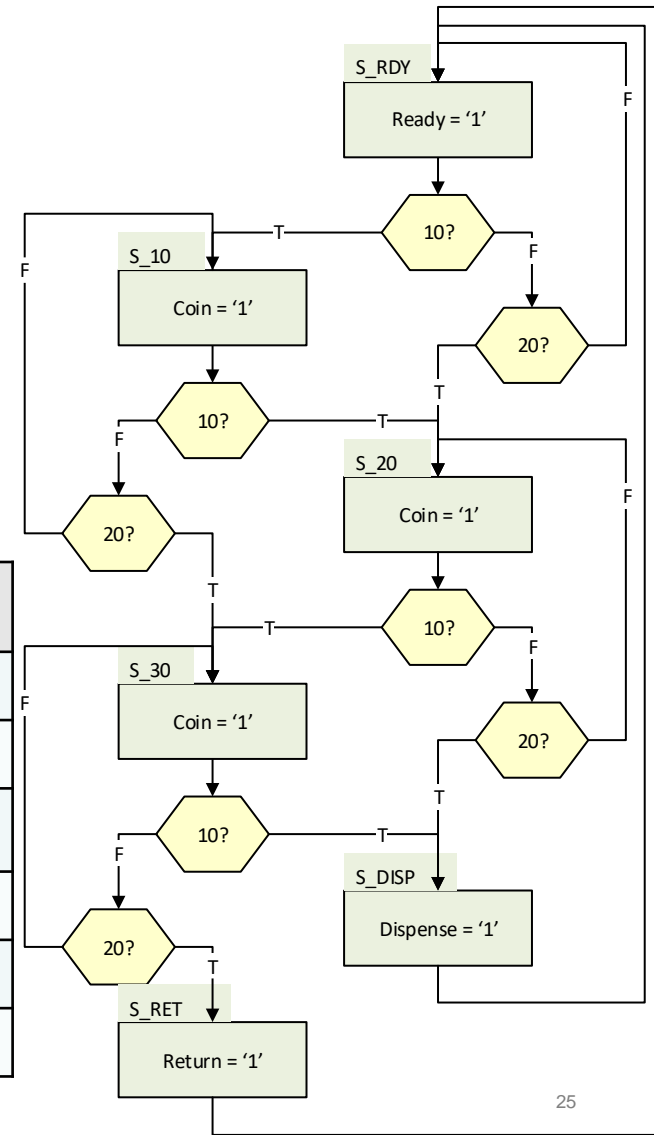 S_RDY
Ready = ‘1’
F
10?
T
F
S_10
F
Coin = ‘1’
20?
T
10?
T
F
S_20
F
Coin = ‘1’
20?
T
10?
T
F
S_30
F
Coin = ‘1’
20?
T
10?
T
F
S_DISP
Dispense = ‘1’
20?
T
S_RET
Return = ‘1’
25